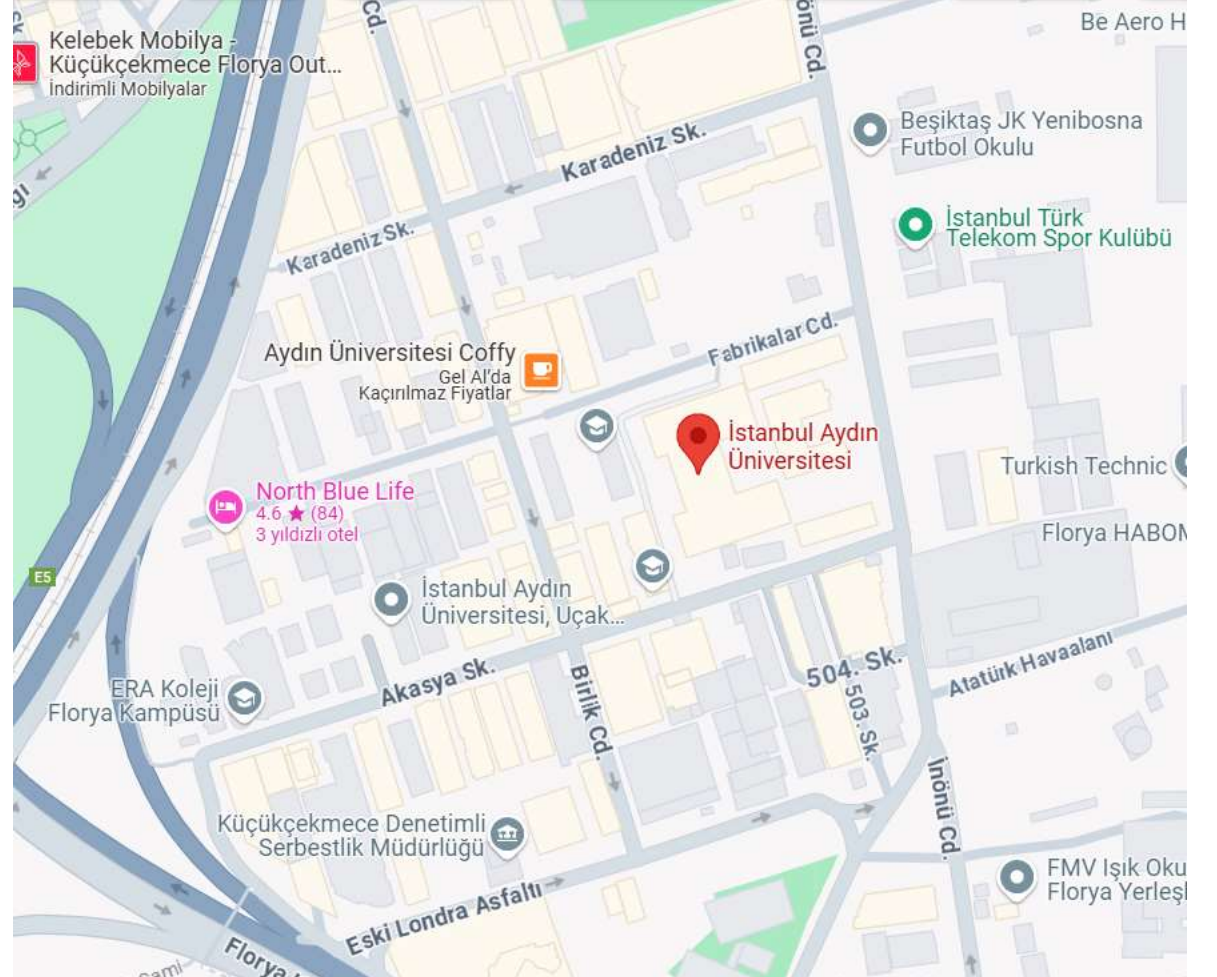 Sk
Kelebek Mobilya -
Küçükçekmece Florya Out...
İndirimli Mobilyalar
Cd.
İnönü Cd.
Be Aero H
Beşiktaş JK Yenibosna
Futbol Okulu
Karadeniz Sk.
İstanbul Türk
Telekom Spor Kulübü
Karadeniz Sk.
Fabrikalar Cd.
Aydın Üniversitesi Coffy
Gel Al'da
Kaçırılmaz Fiyatlar
İstanbul Aydın
Üniversitesi
Turkish Technic
North Blue Life
4.6 ★ (84)
3 yıldızlı otel
Florya HABOM
E5
İstanbul Aydın
Üniversitesi, Uçak...
504. Sk.
Atatürk Havaalanı
Akasya Sk.
ERA Koleji
Florya Kampüsü
Birlik Cd.
503. Sk.
İnönü Cd.
Küçükçekmece Denetimli
Serbestlik Müdürlüğü
FMV Işık Oku
Florya Yerleş
Eski Londra Asfaltı
Florya
Sami